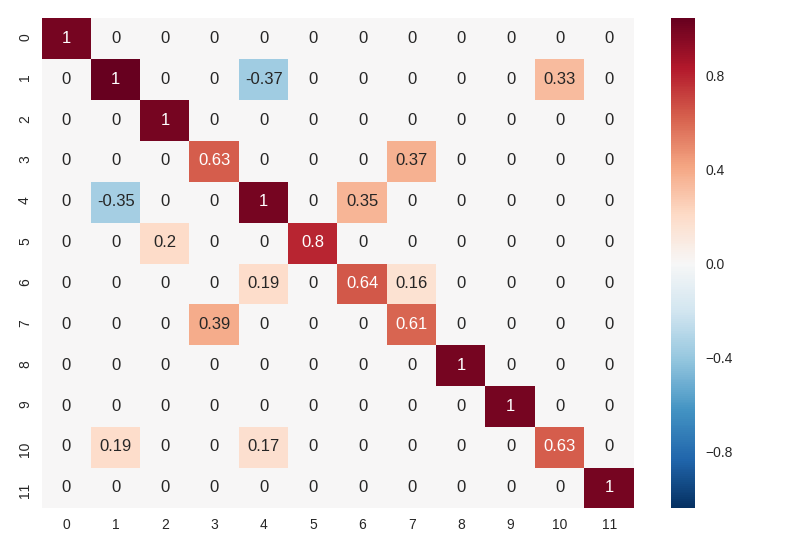 0 1 0 0 0 0 0 0 0 0 0 0 0
1 0 1 0 0 -0.37 0 0 0 0 0 0.33 0
0.8
2 0 0 1 0 0 0 0 0 0 0 0 0
3 0 0 0 0.63 0 0 0 0.37 0 0 0 0
0.4
4 0 -0.35 0 0 1 0 0.35 0 0 0 0 0
5 0 0 0.2 0 0 0.8 0 0 0 0 0 0
0.0
6 0 0 0 0 0.19 0 0.64 0.16 0 0 0 0
7 0 0 0 0.39 0 0 0 0.61 0 0 0 0
−0.4
8 0 0 0 0 0 0 0 0 1 0 0 0
9 0 0 0 0 0 0 0 0 0 1 0 0
10 0 0.19 0 0 0.17 0 0 0 0 0 0.63 0
−0.8
11 0 0 0 0 0 0 0 0 0 0 0 1
0 1 2 3 4 5 6 7 8 9 10 11